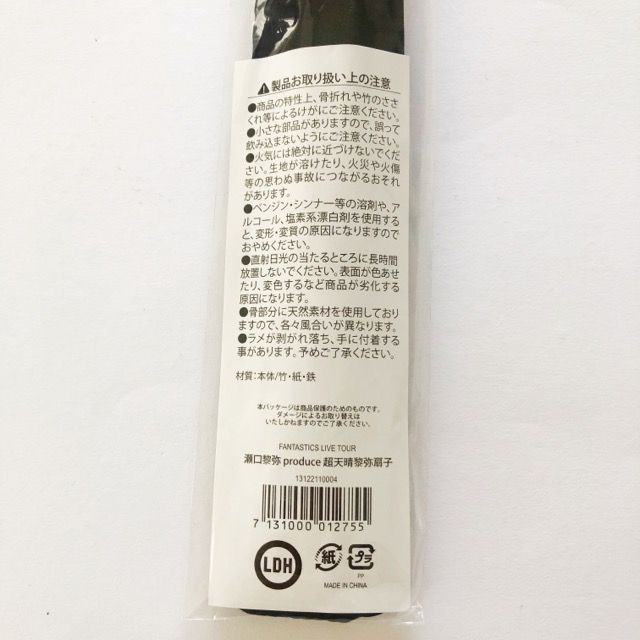 ⚠製品お取り扱い上の注意
●商品の特性上、骨折れや竹のささ
くれ等によるけがにご注意ください。
●小さな部品がありますので、誤って
飲み込まないようにご注意ください。
●火気には絶対に近づけないでくだ
さい。生地が溶けたり、火災や火傷
等の思わぬ事故につながるおそれ
があります。
●ベンジン・シンナー等の溶剤や、ア
ルコール、塩素系漂白剤を使用する
と、変形・変質の原因になりますので
おやめください。
●直射日光の当たるところに長時間
放置しないでください。表面が色あせ
たり、変色するなど商品が劣化する
原因になります。
●骨部分に天然素材を使用しており
ますので、各々風合いが異なります。
●ラメが剥がれ落ち、手に付着する
事があります。予めご了承ください。
材質：本体/竹・紙・鉄
本パッケージは商品保護のためのものです。
ダメージによるお取り替えは
いたしかねますのでご了承ください
FANTASTICS LIVE TOUR
瀬口黎弥 produce 超天晴黎弥扇子
13122110004
7 131000 012755
LDH
紙
プラ
PP
MADE IN CHINA